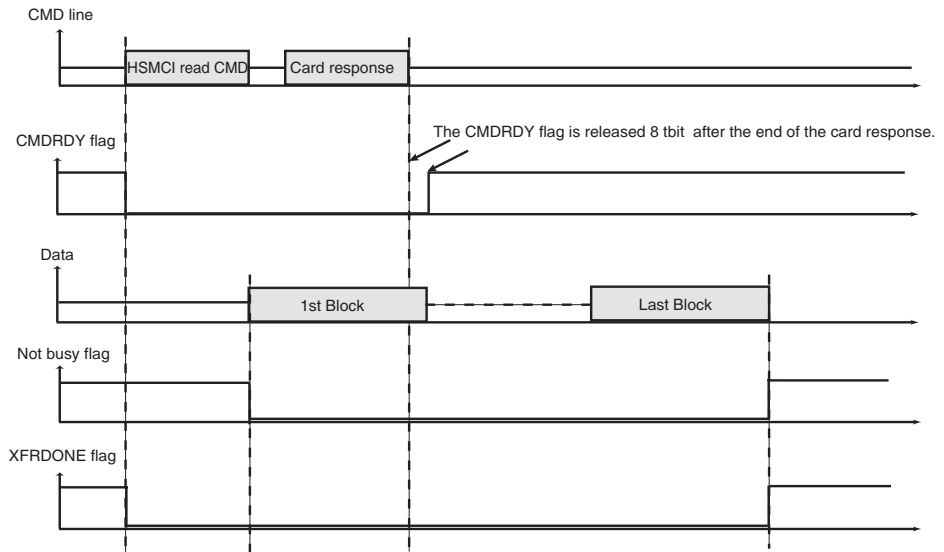 CMD line
HSMCI read CMD
Card response
The CMDRDY flag is released 8 tbit after the end of the card response.
CMDRDY flag
Data
1st Block
Last Block
Not busy flag
XFRDONE flag